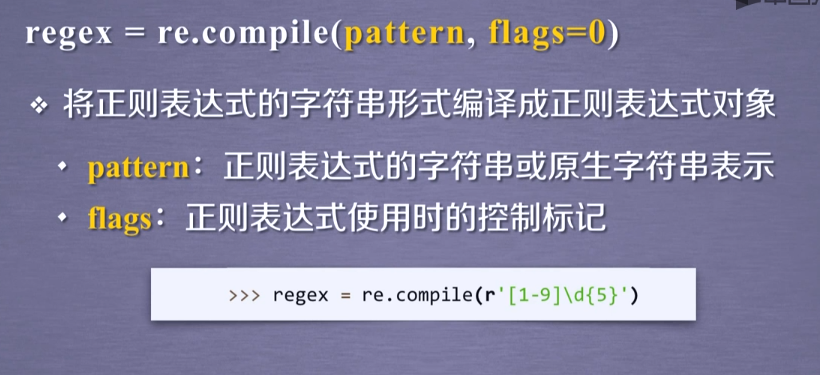 regex = re.compile(pattern, flags=0)
❖ 将正则表达式的字符串形式编译成正则表达式对象
• pattern：正则表达式的字符串或原生字符串表示
• flags：正则表达式使用时的控制标记
>>> regex = re.compile(r'[1-9]\d{5}')